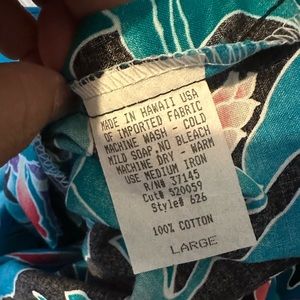 MADE IN HAWAII USA
OF IMPORTED FABRIC
MACHINE WASH - COLD
MILD SOAP NO BLEACH
MACHINE DRY - WARM
USE MEDIUM IRON
R/N# 37145
Cut# S20059
Style# 626
100% COTTON
LARGE